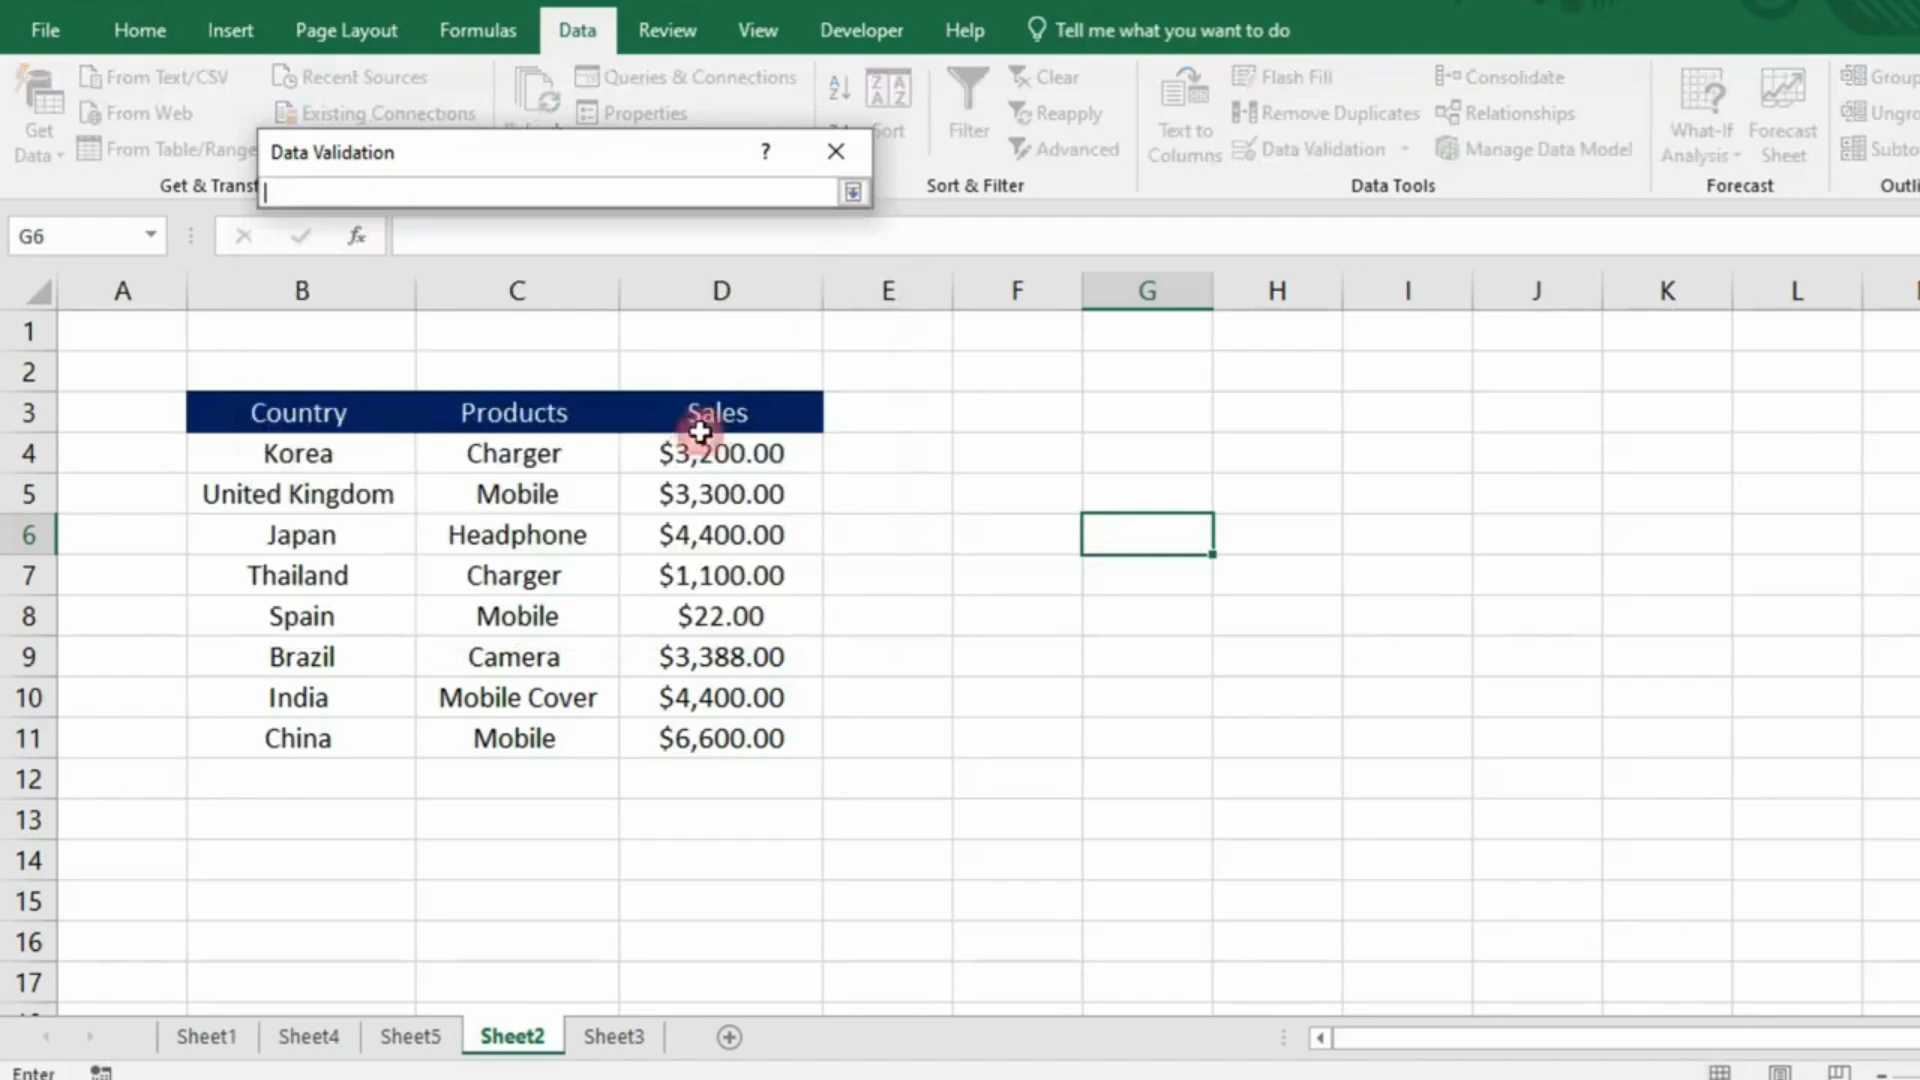 File Home Insert Page Layout Formulas Data Review View Developer Help Tell me what you want to do
From Text/CSV Recent Sources Queries & Connections Clear Flash Fill Consolidate Group
From Web Existing Connections Properties Reapply Remove Duplicates Relationships
Get Data From Table/Range Sort Filter Advanced Text to Columns Data Validation Manage Data Model What-If Analysis Forecast Sheet
Data Validation ? ×
Sort & Filter Data Tools Forecast
G6 fx
A B C D E F G H I J K L
1
2
3 Country Products Sales
4 Korea Charger $3,200.00
5 United Kingdom Mobile $3,300.00
6 Japan Headphone $4,400.00
7 Thailand Charger $1,100.00
8 Spain Mobile $22.00
9 Brazil Camera $3,388.00
10 India Mobile Cover $4,400.00
11 China Mobile $6,600.00
12
13
14
15
16
17
Sheet1 Sheet4 Sheet5 Sheet2 Sheet3
Enter